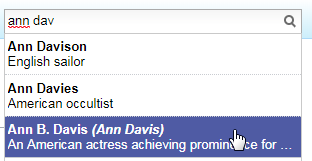 ann dav
Ann Davison
English sailor
Ann Davies
American occultist
Ann B. Davis (Ann Davis)
An American actress achieving prominence for ...